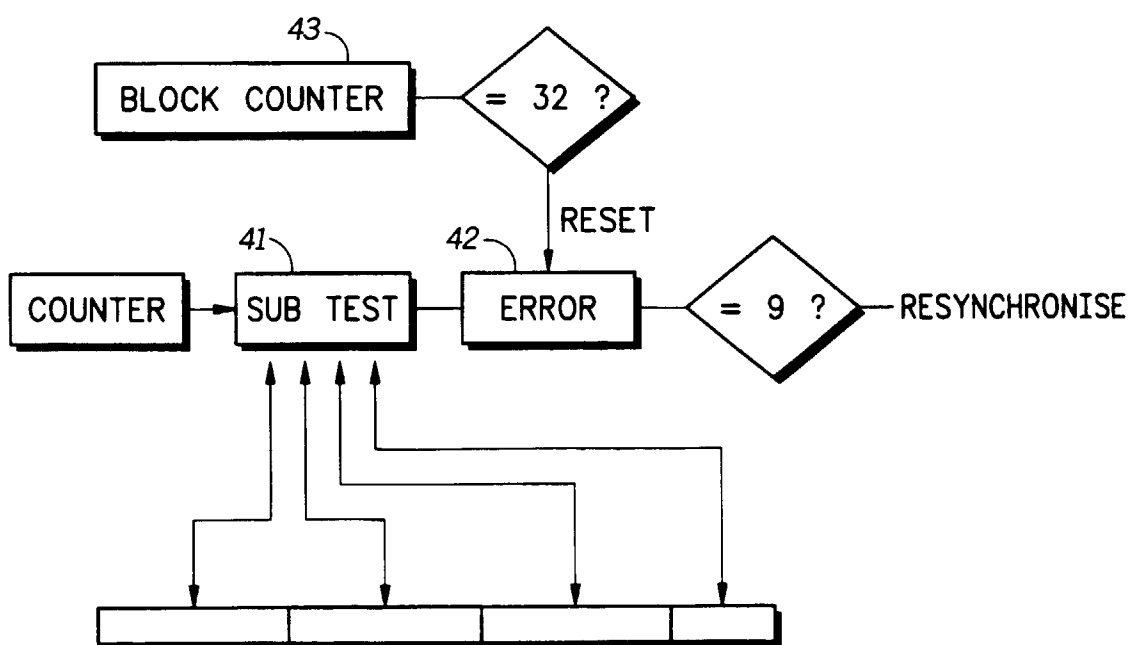 43
BLOCK COUNTER
= 32 ?
RESET
41
42
COUNTER
SUB TEST
ERROR
= 9 ?
RESYNCHRONISE